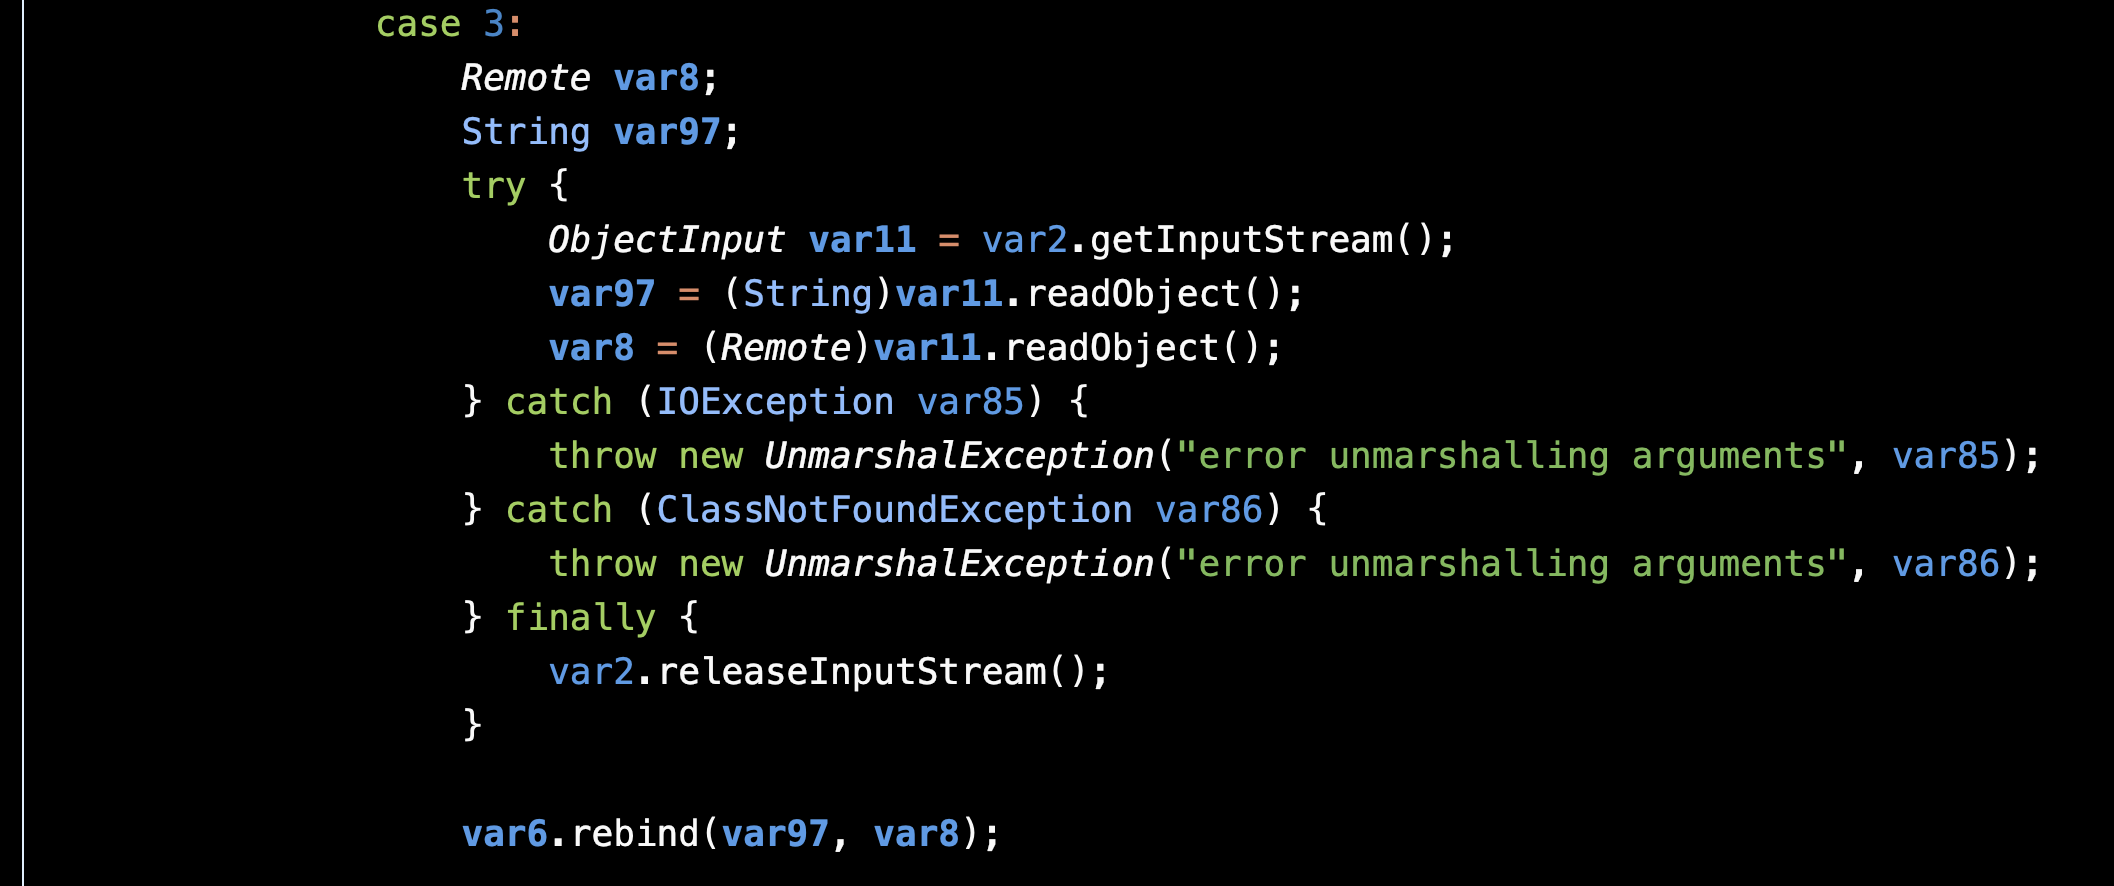 case 3:
Remote var8;
String var97;
try {
ObjectInput var11 = var2.getInputStream();
var97 = (String)var11.readObject();
var8 = (Remote)var11.readObject();
} catch (IOException var85) {
throw new UnmarshalException("error unmarshalling arguments", var85);
} catch (ClassNotFoundException var86) {
throw new UnmarshalException("error unmarshalling arguments", var86);
} finally {
var2.releaseInputStream();
}
var6.rebind(var97, var8);